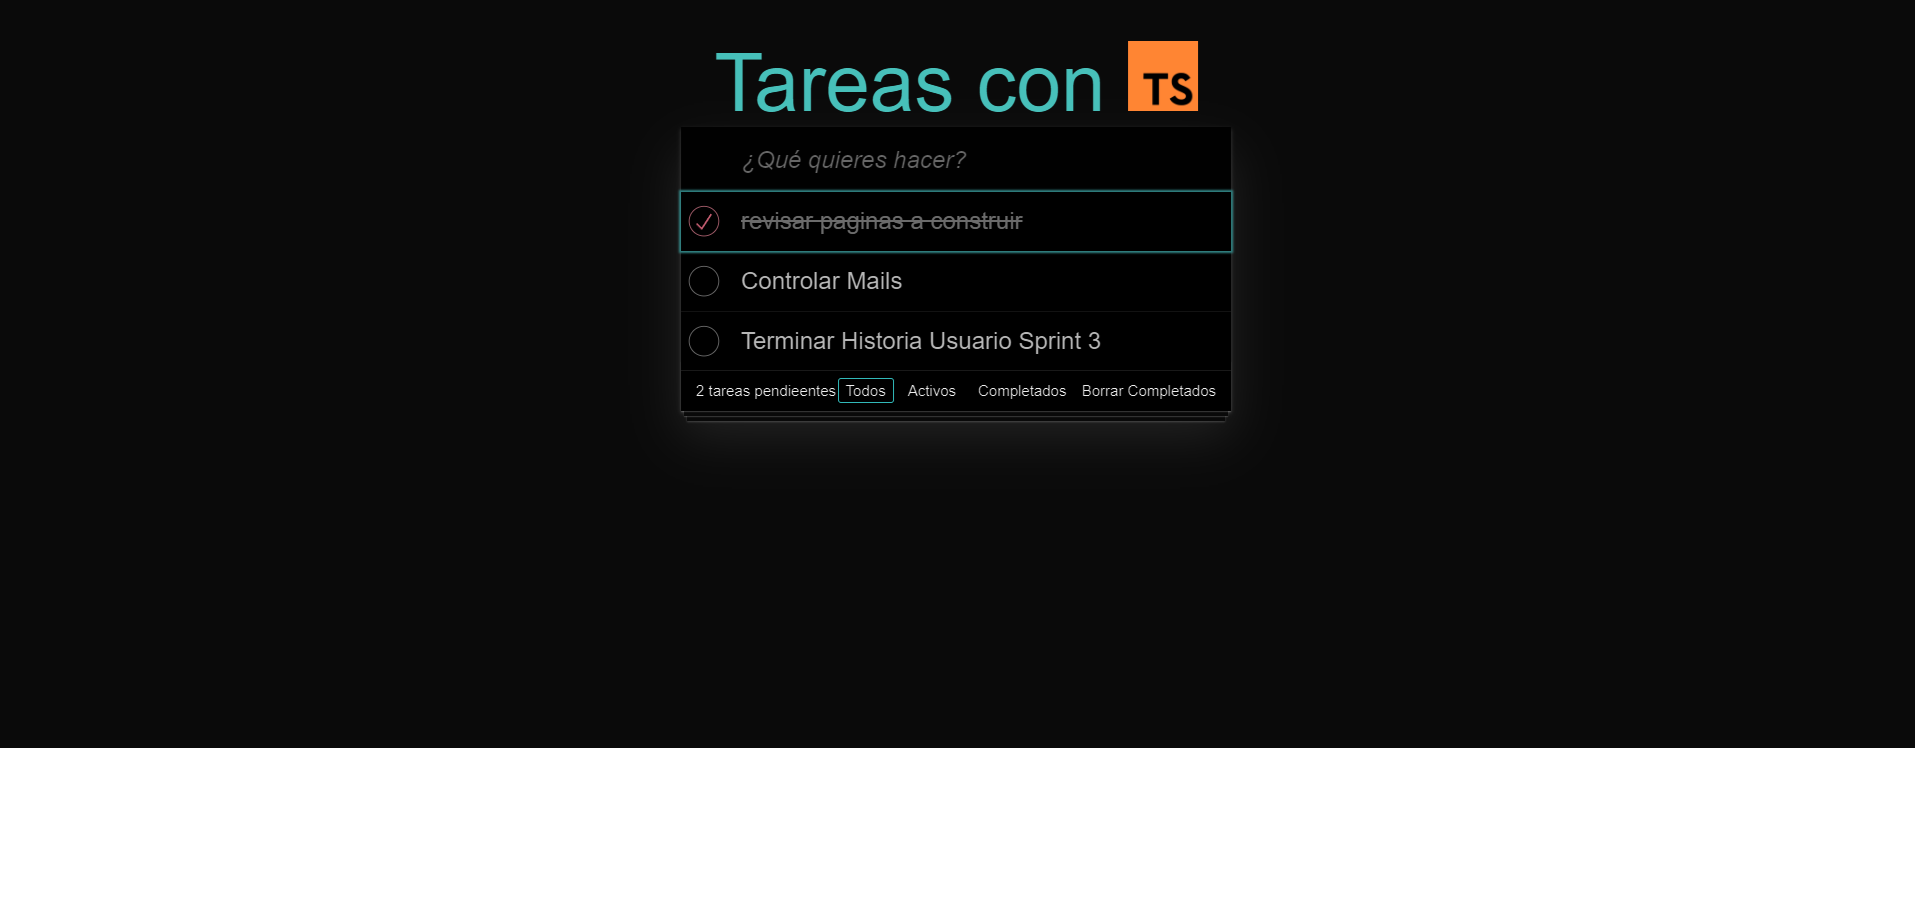 Tareas con TS
¿Qué quieres hacer?
revisar paginas a construir
Controlar Mails
Terminar Historia Usuario Sprint 3
2 tareas pendieentes Todos Activos Completados Borrar Completados